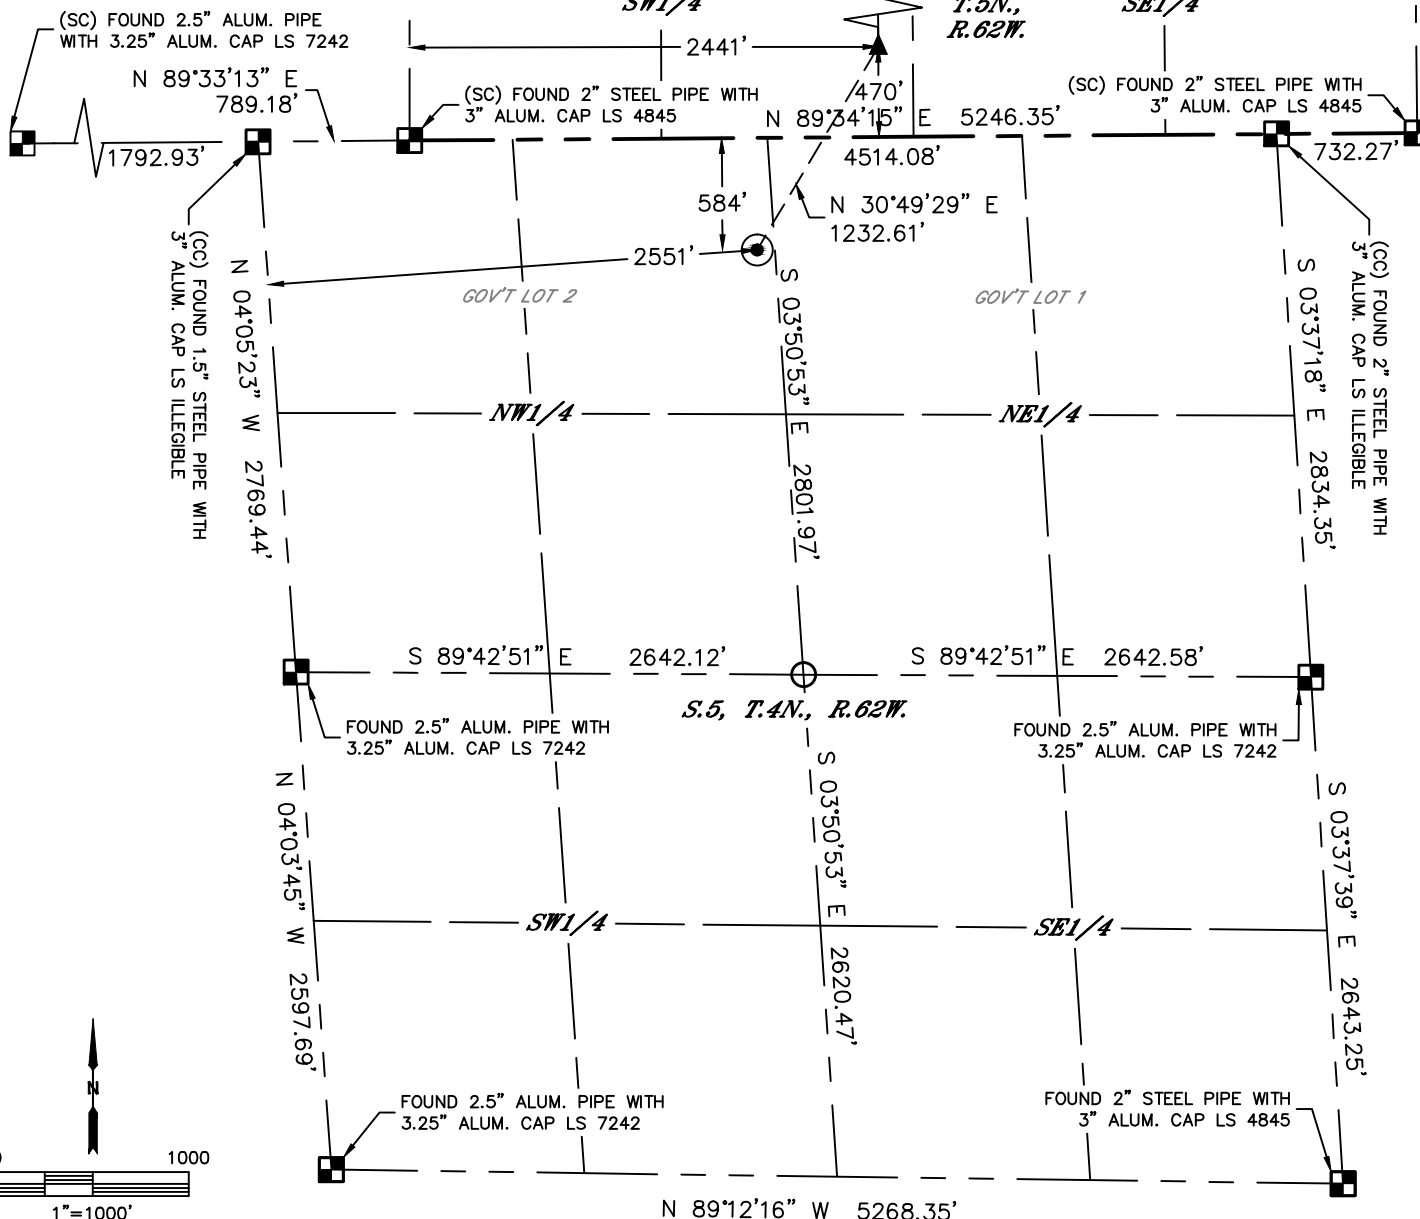 SW1/4
T.5N.,
R.62W.
SE1/4
(SC) FOUND 2.5" ALUM. PIPE
WITH 3.25" ALUM. CAP LS 7242
2441'
N 89°33'13" E
789.18'
(SC) FOUND 2" STEEL PIPE WITH
3" ALUM. CAP LS 4845
470'
(SC) FOUND 2" STEEL PIPE WITH
3" ALUM. CAP LS 4845
N 89°34'15" E 5246.35'
1792.93'
4514.08'
732.27'
584'
N 30°49'29" E
1232.61'
2551'
(CC) FOUND 1.5" STEEL PIPE WITH
3" ALUM. CAP LS ILLEGIBLE
(CC) FOUND 2" STEEL PIPE WITH
3" ALUM. CAP LS ILLEGIBLE
GOV'T LOT 2
GOV'T LOT 1
N 04°05'23" W 2769.44'
S 03°50'53" E 2801.97'
S 03°37'18" E 2834.35'
NW1/4
NE1/4
S 89°42'51" E 2642.12'
S 89°42'51" E 2642.58'
S.5, T.4N., R.62W.
FOUND 2.5" ALUM. PIPE WITH
3.25" ALUM. CAP LS 7242
FOUND 2.5" ALUM. PIPE WITH
3.25" ALUM. CAP LS 7242
N 04°03'45" W 2597.69'
S 03°50'53" E 2620.47'
S 03°37'39" E 2643.25'
SW1/4
SE1/4
N
FOUND 2.5" ALUM. PIPE WITH
3.25" ALUM. CAP LS 7242
FOUND 2" STEEL PIPE WITH
3" ALUM. CAP LS 4845
1000
1"=1000'
N 89°12'16" W 5268.35'